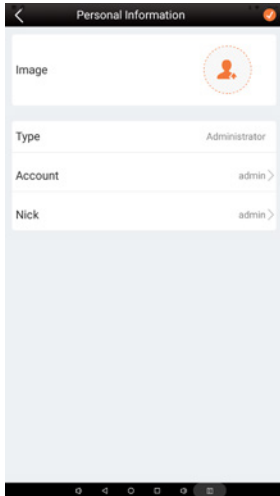 Personal Information
Image
Type Administrator
Account admin
Nick admin